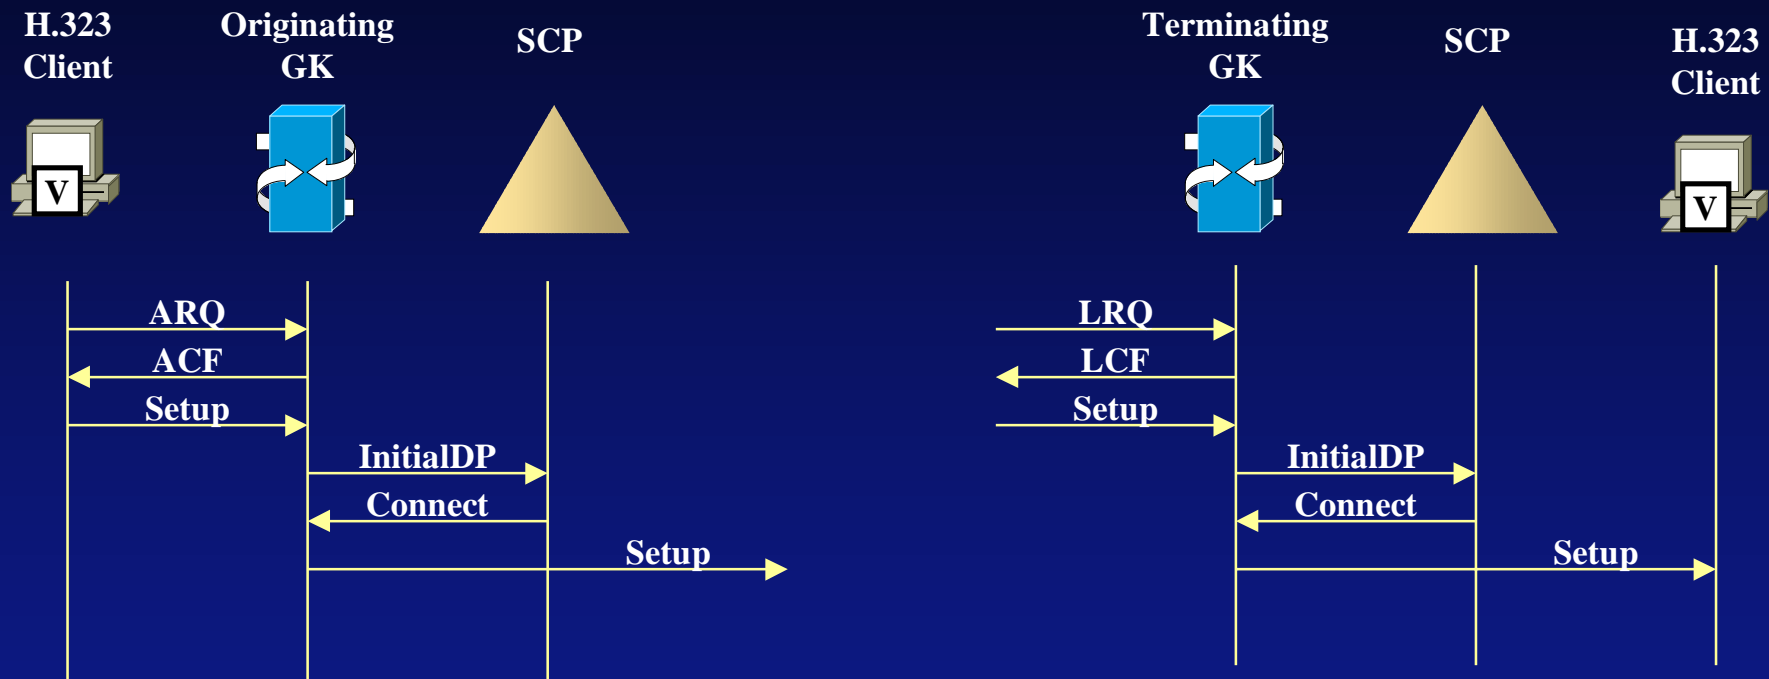 H.323
Client
Originating
GK
SCP
Terminating
GK
SCP
H.323
Client
V
V
ARQ
ACF
Setup
InitialDP
Connect
Setup
LRQ
LCF
Setup
InitialDP
Connect
Setup